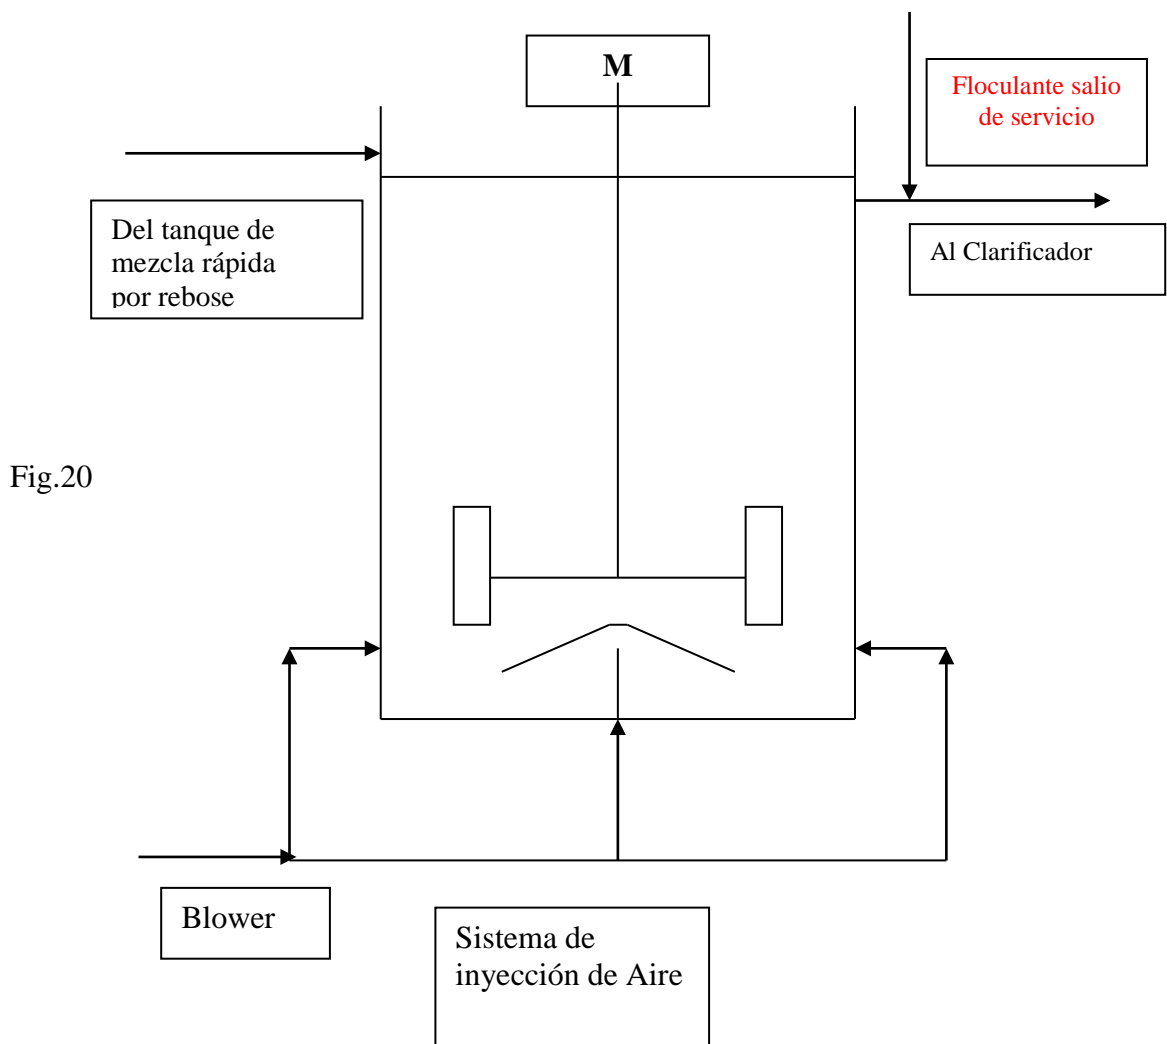 M
Floculante salio
de servicio
Del tanque de
mezcla rápida
por rebose
Al Clarificador
Fig.20
Blower
Sistema de
inyección de Aire